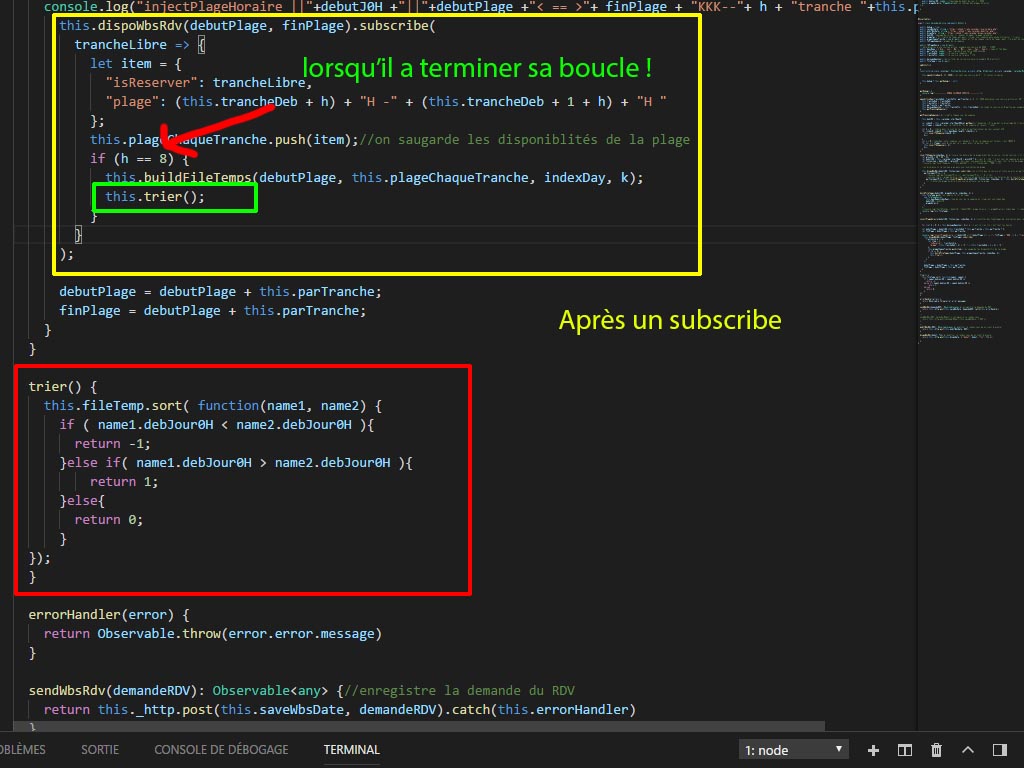 console.log("injectPlageHoraire ||"+debutJ0H +"||"+debutPlage +"< == >"+ finPlage + "KKK--"+ h + "tranche "+this.p
this.dispoWbsRdv(debutPlage, finPlage).subscribe(
trancheLibre => {
let item = {
lorsqu'il a terminer sa boucle !
"isReserver": trancheLibre,
"plage": (this.trancheDeb + h) + "H -" + (this.trancheDeb + 1 + h) + "H "
};
this.plageChaqueTranche.push(item);//on saugarde les disponiblités de la plage
if (h == 8) {
this.buildFileTemps(debutPlage, this.plageChaqueTranche, indexDay, k);
this.trier();
}
}
);
debutPlage = debutPlage + this.parTranche;
finPlage = debutPlage + this.parTranche;
Après un subscribe
}
}
trier() {
this.fileTemp.sort( function(name1, name2) {
if ( name1.debJour0H < name2.debJour0H ){
return -1;
}else if( name1.debJour0H > name2.debJour0H ){
return 1;
}else{
return 0;
}
});
}
errorHandler(error) {
return Observable.throw(error.error.message)
}
sendWbsRdv(demandeRDV): Observable<any> {//enregistre la demande du RDV
return this._http.post(this.saveWbsDate, demandeRDV).catch(this.errorHandler)
}
OBLÈMES SORTIE CONSOLE DE DÉBOGAGE TERMINAL 1: node